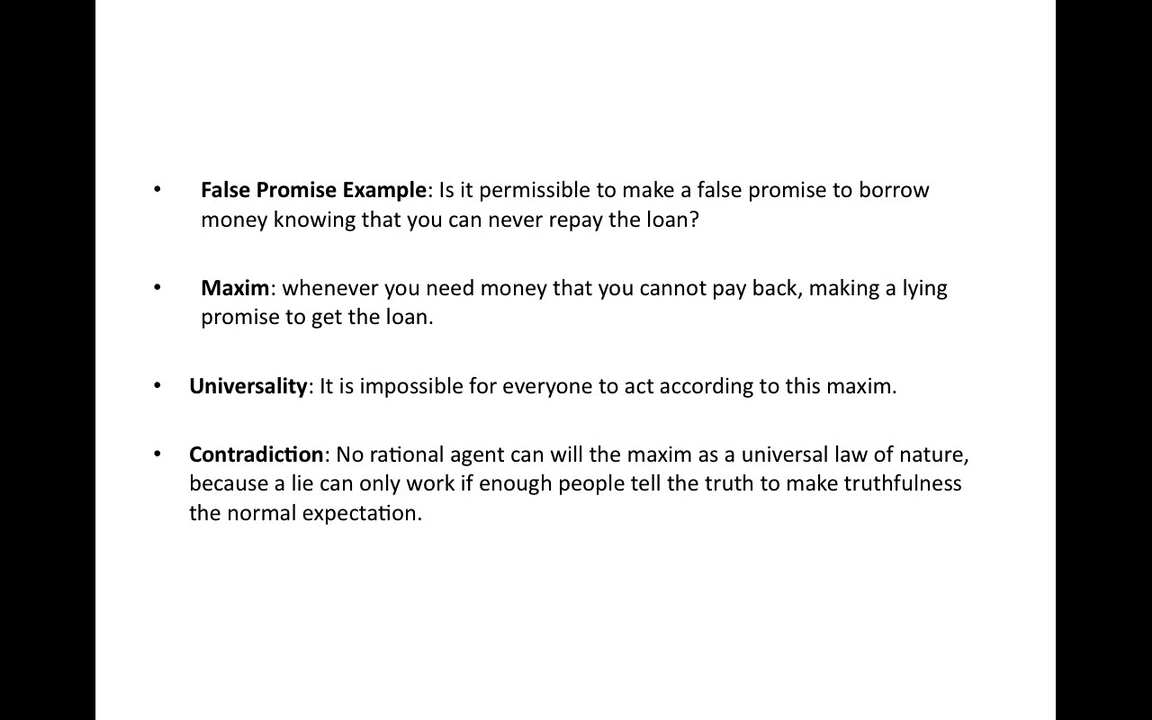 • False Promise Example: Is it permissible to make a false promise to borrow
money knowing that you can never repay the loan?
• Maxim: whenever you need money that you cannot pay back, making a lying
promise to get the loan.
• Universality: It is impossible for everyone to act according to this maxim.
• Contradiction: No rational agent can will the maxim as a universal law of nature,
because a lie can only work if enough people tell the truth to make truthfulness
the normal expectation.